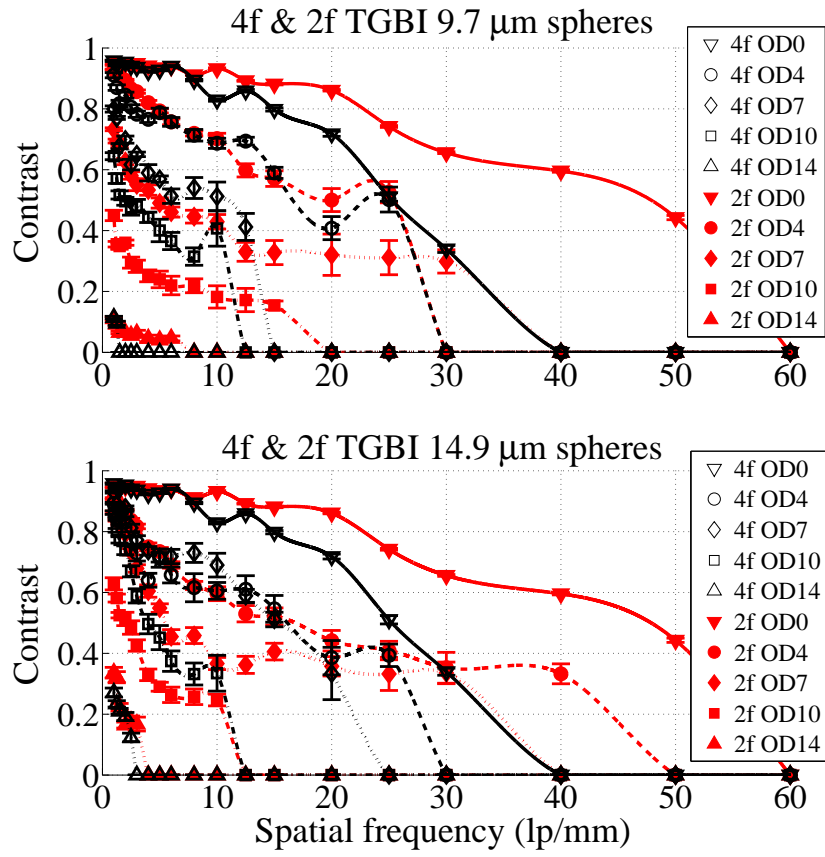 4f & 2f TGBI 9.7 μm spheres
Contrast
1
0.8
0.6
0.4
0.2
0
0 10 20 30 40 50 60
4f OD0
4f OD4
4f OD7
4f OD10
4f OD14
2f OD0
2f OD4
2f OD7
2f OD10
2f OD14
4f & 2f TGBI 14.9 μm spheres
Contrast
1
0.8
0.6
0.4
0.2
0
0 10 20 30 40 50 60
Spatial frequency (lp/mm)
4f OD0
4f OD4
4f OD7
4f OD10
4f OD14
2f OD0
2f OD4
2f OD7
2f OD10
2f OD14